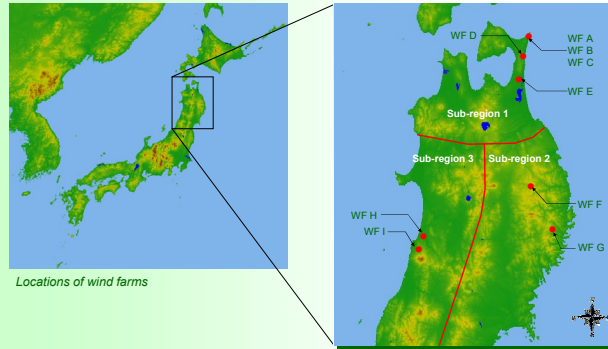 WF D
WF A
WF B
WF C
WF E
Sub-region 1
Sub-region 3
Sub-region 2
WF F
WF H
WF I
WF G
Locations of wind farms